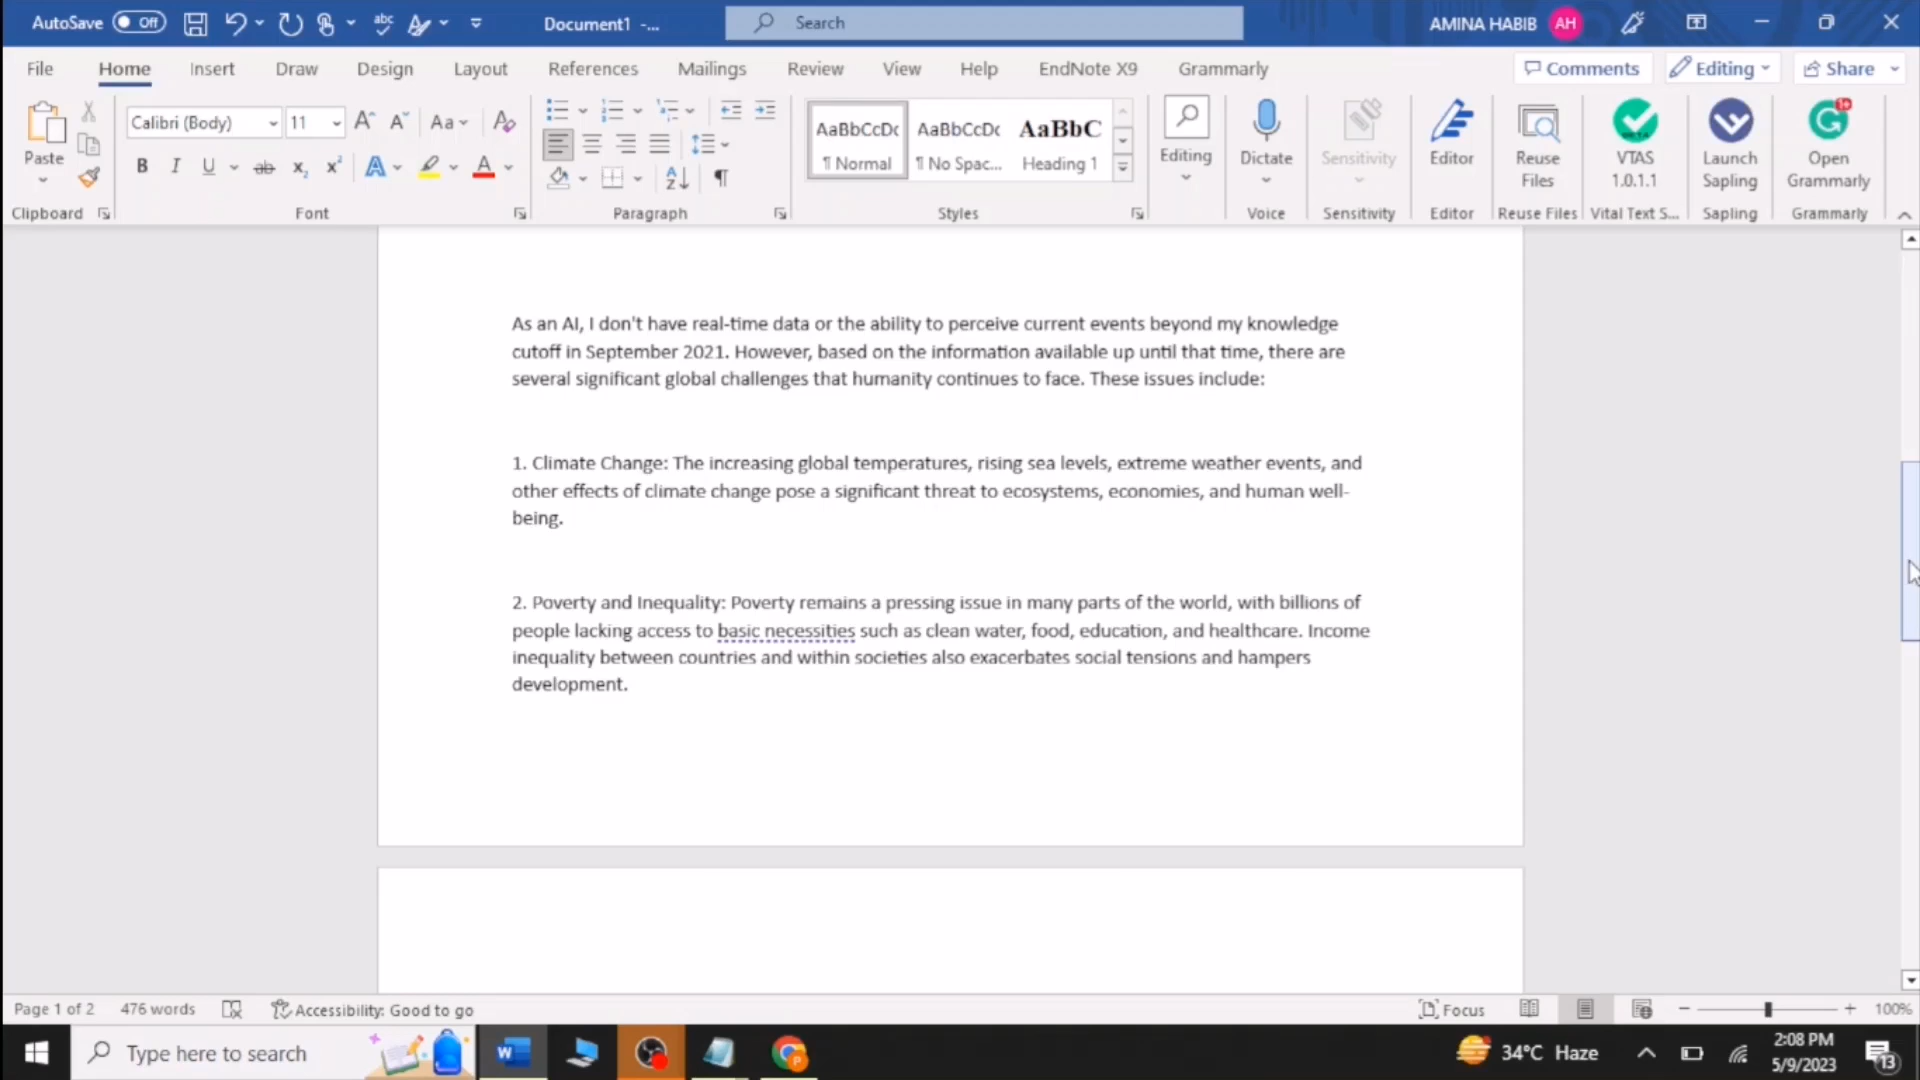 AutoSave Off Document1 -... Search AMINA HABIB AH
File Home Insert Draw Design Layout References Mailings Review View Help EndNote X9 Grammarly Comments Editing Share
Paste Calibri (Body) 11 A A Aa A
B I U ab x2 x2 A A
AaBbCcDc AaBbCcDc AaBbC
¶ Normal ¶ No Spac... Heading 1
Editing Dictate Sensitivity Editor Reuse Files VTAS 1.0.1.1 Launch Sapling Open Grammarly
Clipboard Font Paragraph Styles Voice Sensitivity Editor Reuse Files Vital Text S... Sapling Grammarly
As an AI, I don't have real-time data or the ability to perceive current events beyond my knowledge
cutoff in September 2021. However, based on the information available up until that time, there are
several significant global challenges that humanity continues to face. These issues include:
1. Climate Change: The increasing global temperatures, rising sea levels, extreme weather events, and
other effects of climate change pose a significant threat to ecosystems, economies, and human well-
being.
2. Poverty and Inequality: Poverty remains a pressing issue in many parts of the world, with billions of
people lacking access to basic necessities such as clean water, food, education, and healthcare. Income
inequality between countries and within societies also exacerbates social tensions and hampers
development.
Page 1 of 2 476 words Accessibility: Good to go Focus 100%
Type here to search 34°C Haze 2:08 PM
5/9/2023 13